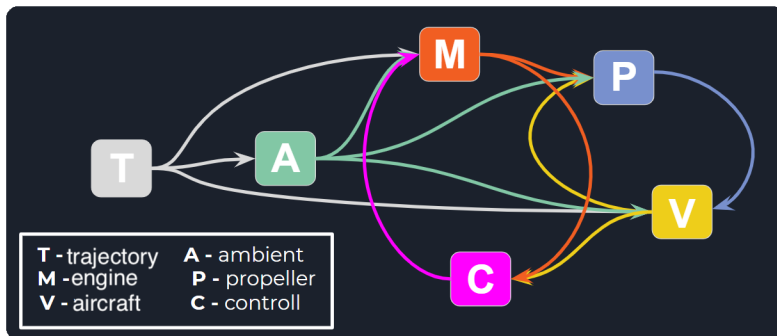 M
P
A
T
V
C
T - trajectory A - ambient
M - engine P - propeller
V - aircraft C - controll